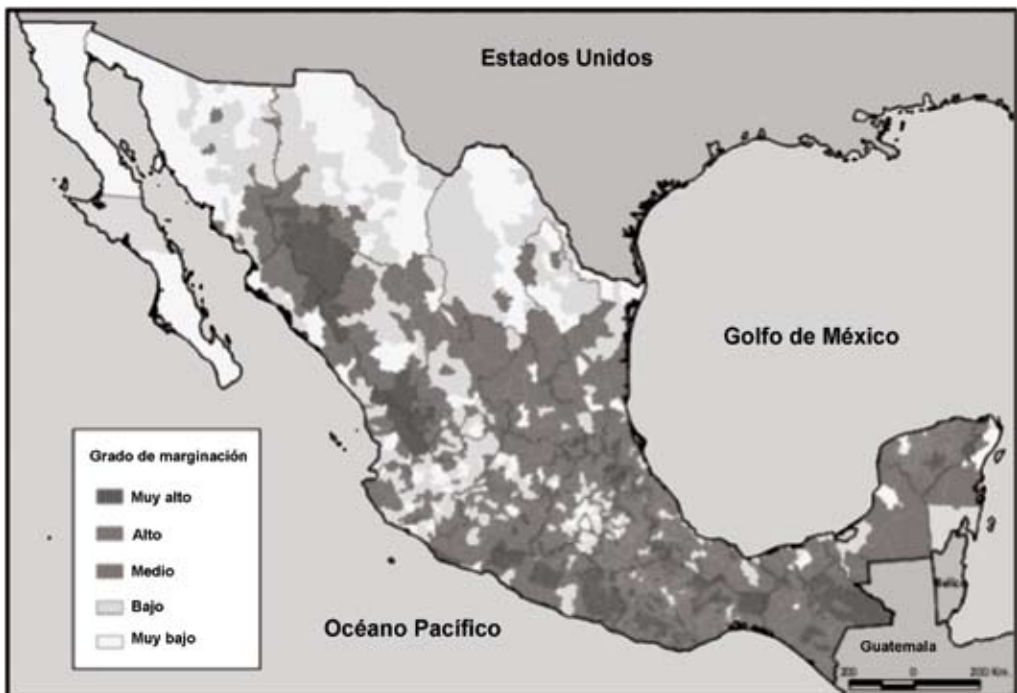 Estados Unidos
Golfo de México
Grado de marginación
Muy alto
Alto
Medio
Bajo
Muy bajo
Océano Pacífico
Belice
Guatemala
200 0 200 Km.